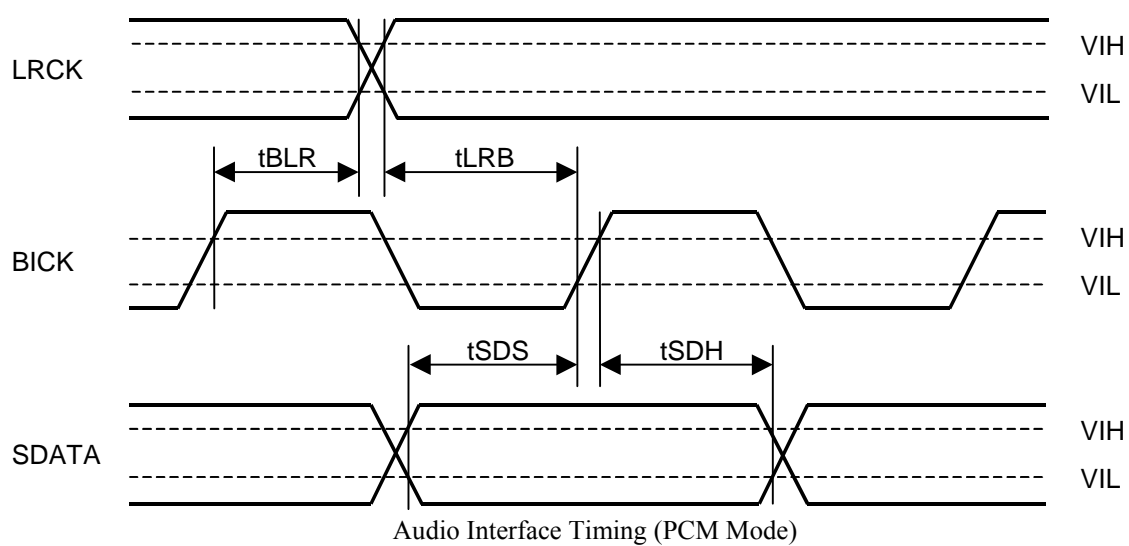 VIH
LRCK
VIL
tBLR
tLRB
VIH
BICK
VIL
tSDS
tSDH
VIH
SDATA
VIL
Audio Interface Timing (PCM Mode)